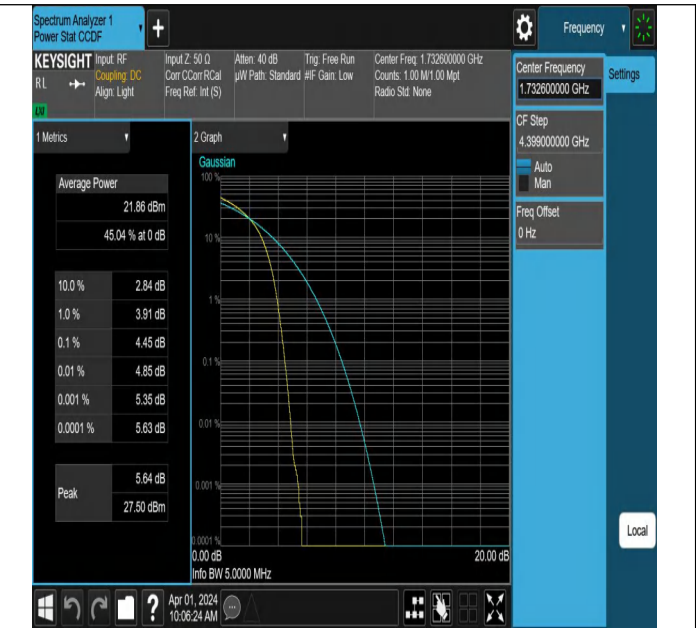 Spectrum Analyzer 1
Power Stat CCDF
+
Frequency
KEYSIGHT
RL
Input: RF
Coupling: DC
Align: Light
Input Z: 50 Ω
Corr CCorr RCal
Freq Ref: Int (S)
Atten: 40 dB
µW Path: Standard
Trig: Free Run
#IF Gain: Low
Center Freq: 1.732600000 GHz
Counts: 1.00 M/1.00 Mpt
Radio Std: None
Center Frequency
1.732600000 GHz
Settings
CF Step
4.399000000 GHz
Auto
Man
Freq Offset
0 Hz
1 Metrics
Average Power
21.86 dBm
45.04 % at 0 dB
10.0 % 2.84 dB
1.0 % 3.91 dB
0.1 % 4.45 dB
0.01 % 4.85 dB
0.001 % 5.35 dB
0.0001 % 5.63 dB
Peak
5.64 dB
27.50 dBm
2 Graph
Gaussian
100 %
10 %
1 %
0.1 %
0.01 %
0.001 %
0.0001 %
0.00 dB
20.00 dB
Info BW 5.0000 MHz
Local
?
Apr 01, 2024
10:06:24 AM